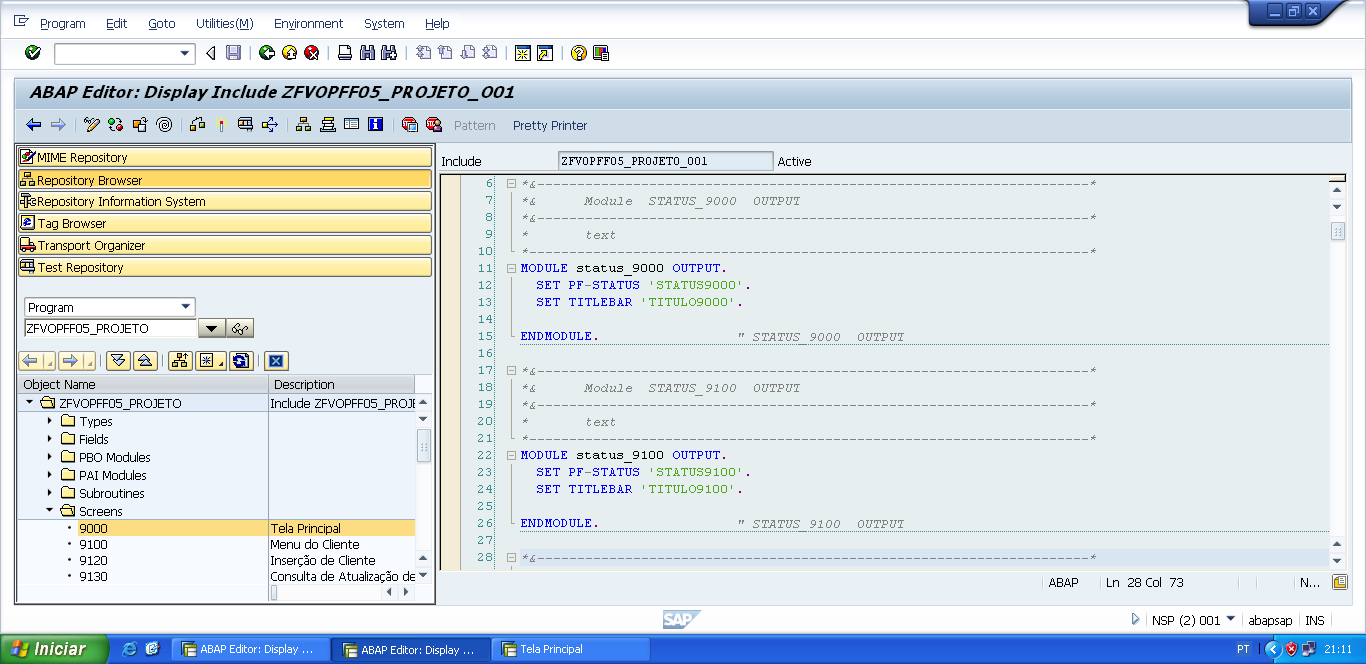 Program Edit Goto Utilities(M) Environment System Help
ABAP Editor: Display Include ZFVOPFF05_PROJETO_001
Pattern Pretty Printer
MIME Repository
Repository Browser
Repository Information System
Tag Browser
Transport Organizer
Test Repository
Program
ZFVOPFF05_PROJETO
Object Name Description
ZFVOPFF05_PROJETO Include ZFVOPFF05_PROJE
Types
Fields
PBO Modules
PAI Modules
Subroutines
Screens
9000 Tela Principal
9100 Menu do Cliente
9120 Inserção de Cliente
9130 Consulta de Atualização de
Include ZFVOPFF05_PROJETO_001 Active
6 *&---------------------------------------------------------------------*
7 *& Module STATUS_9000 OUTPUT
8 *&---------------------------------------------------------------------*
9 * text
10 *----------------------------------------------------------------------*
11 MODULE status_9000 OUTPUT.
12 SET PF-STATUS 'STATUS9000'.
13 SET TITLEBAR 'TITULO9000'.
14
15 ENDMODULE. " STATUS_9000 OUTPUT
16
17 *&---------------------------------------------------------------------*
18 *& Module STATUS_9100 OUTPUT
19 *&---------------------------------------------------------------------*
20 * text
21 *----------------------------------------------------------------------*
22 MODULE status_9100 OUTPUT.
23 SET PF-STATUS 'STATUS9100'.
24 SET TITLEBAR 'TITULO9100'.
25
26 ENDMODULE. " STATUS_9100 OUTPUT
27
28 *&---------------------------------------------------------------------*
ABAP Ln 28 Col 73 N...
SAP
NSP (2) 001 abapsap INS
Iniciar ABAP Editor: Display ... ABAP Editor: Display ... Tela Principal PT 21:11